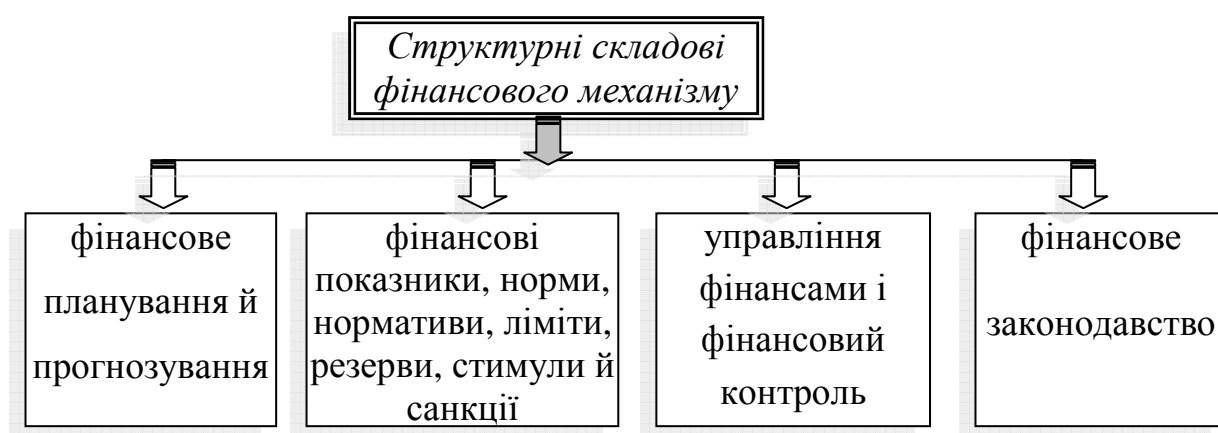 Структурні складові
фінансового механізму
фінансове
планування й
прогнозування
фінансові
показники, норми,
нормативи, ліміти,
резерви, стимули й
санкції
управління
фінансами і
фінансовий
контроль
фінансове
законодавство